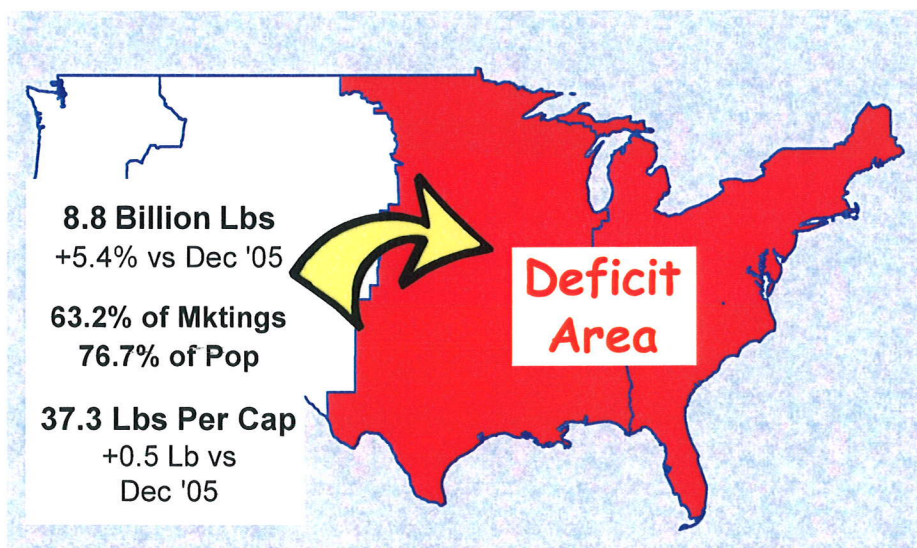 8.8 Billion Lbs
+5.4% vs Dec '05
63.2% of Mktings
76.7% of Pop
37.3 Lbs Per Cap
+0.5 Lb vs
Dec '05
Deficit
Area